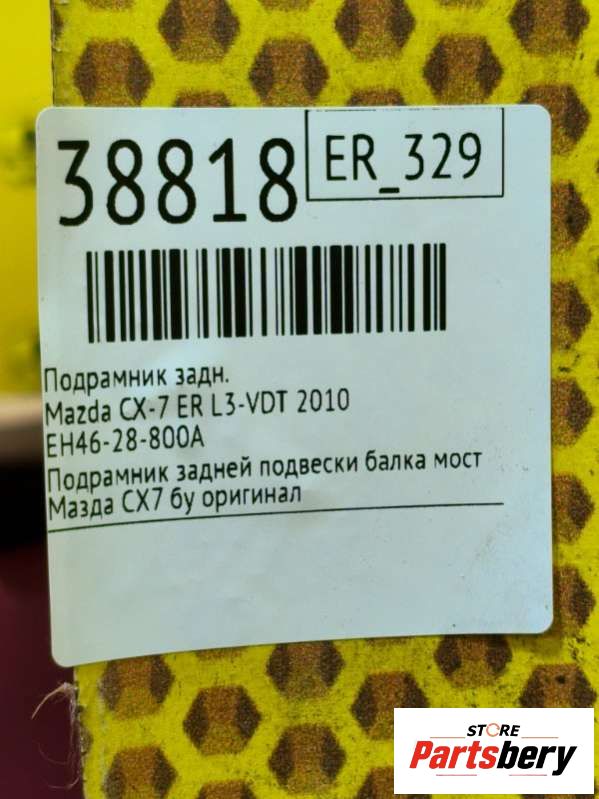 38818
ER_329
Подрамник задн.
Mazda CX-7 ER L3-VDT 2010
EH46-28-800A
Подрамник задней подвески балка мост
Мазда СХ7 бу оригинал
STORE
Partsbery